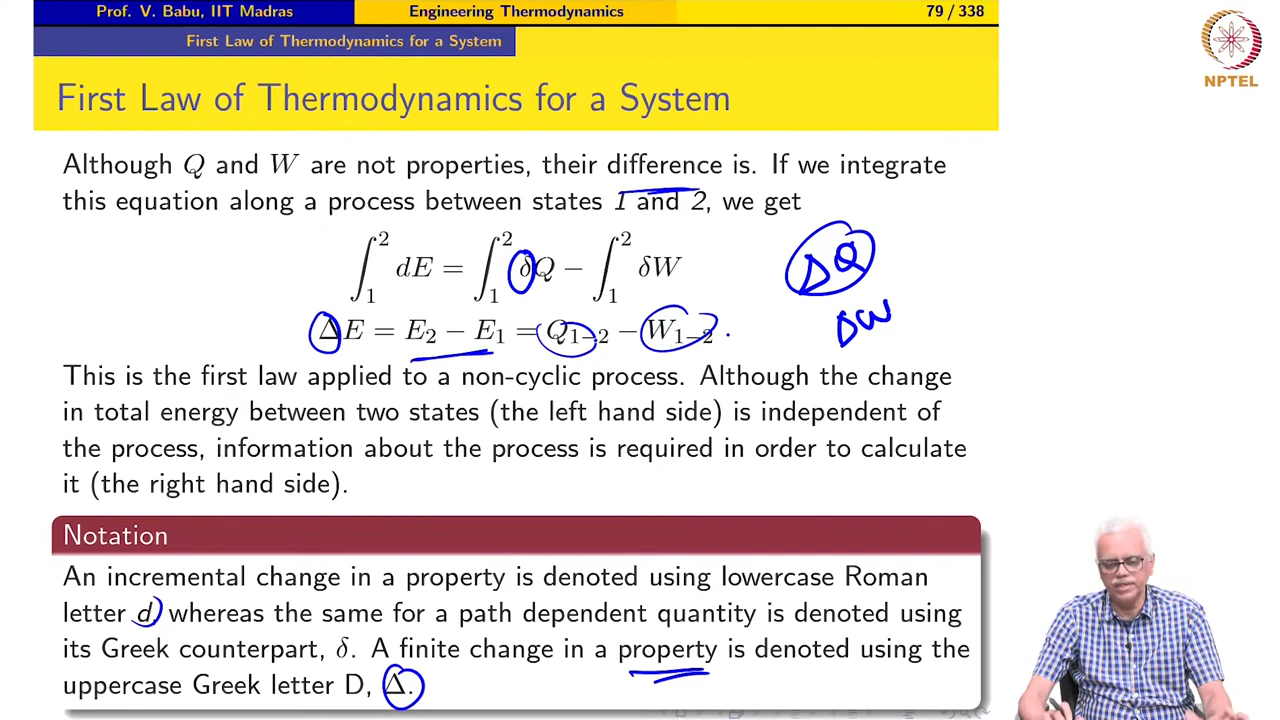 Prof. V. Babu, IIT Madras Engineering Thermodynamics 79 / 338
First Law of Thermodynamics for a System
NPTEL
First Law of Thermodynamics for a System
Although Q and W are not properties, their difference is. If we integrate
this equation along a process between states 1 and 2, we get
∫₁² dE = ∫₁² δQ − ∫₁² δW
ΔQ
ΔE = E₂ − E₁ = Q₁₋₂ − W₁₋₂ .
ΔW
This is the first law applied to a non-cyclic process. Although the change
in total energy between two states (the left hand side) is independent of
the process, information about the process is required in order to calculate
it (the right hand side).
Notation
An incremental change in a property is denoted using lowercase Roman
letter d, whereas the same for a path dependent quantity is denoted using
its Greek counterpart, δ. A finite change in a property is denoted using the
uppercase Greek letter D, Δ.